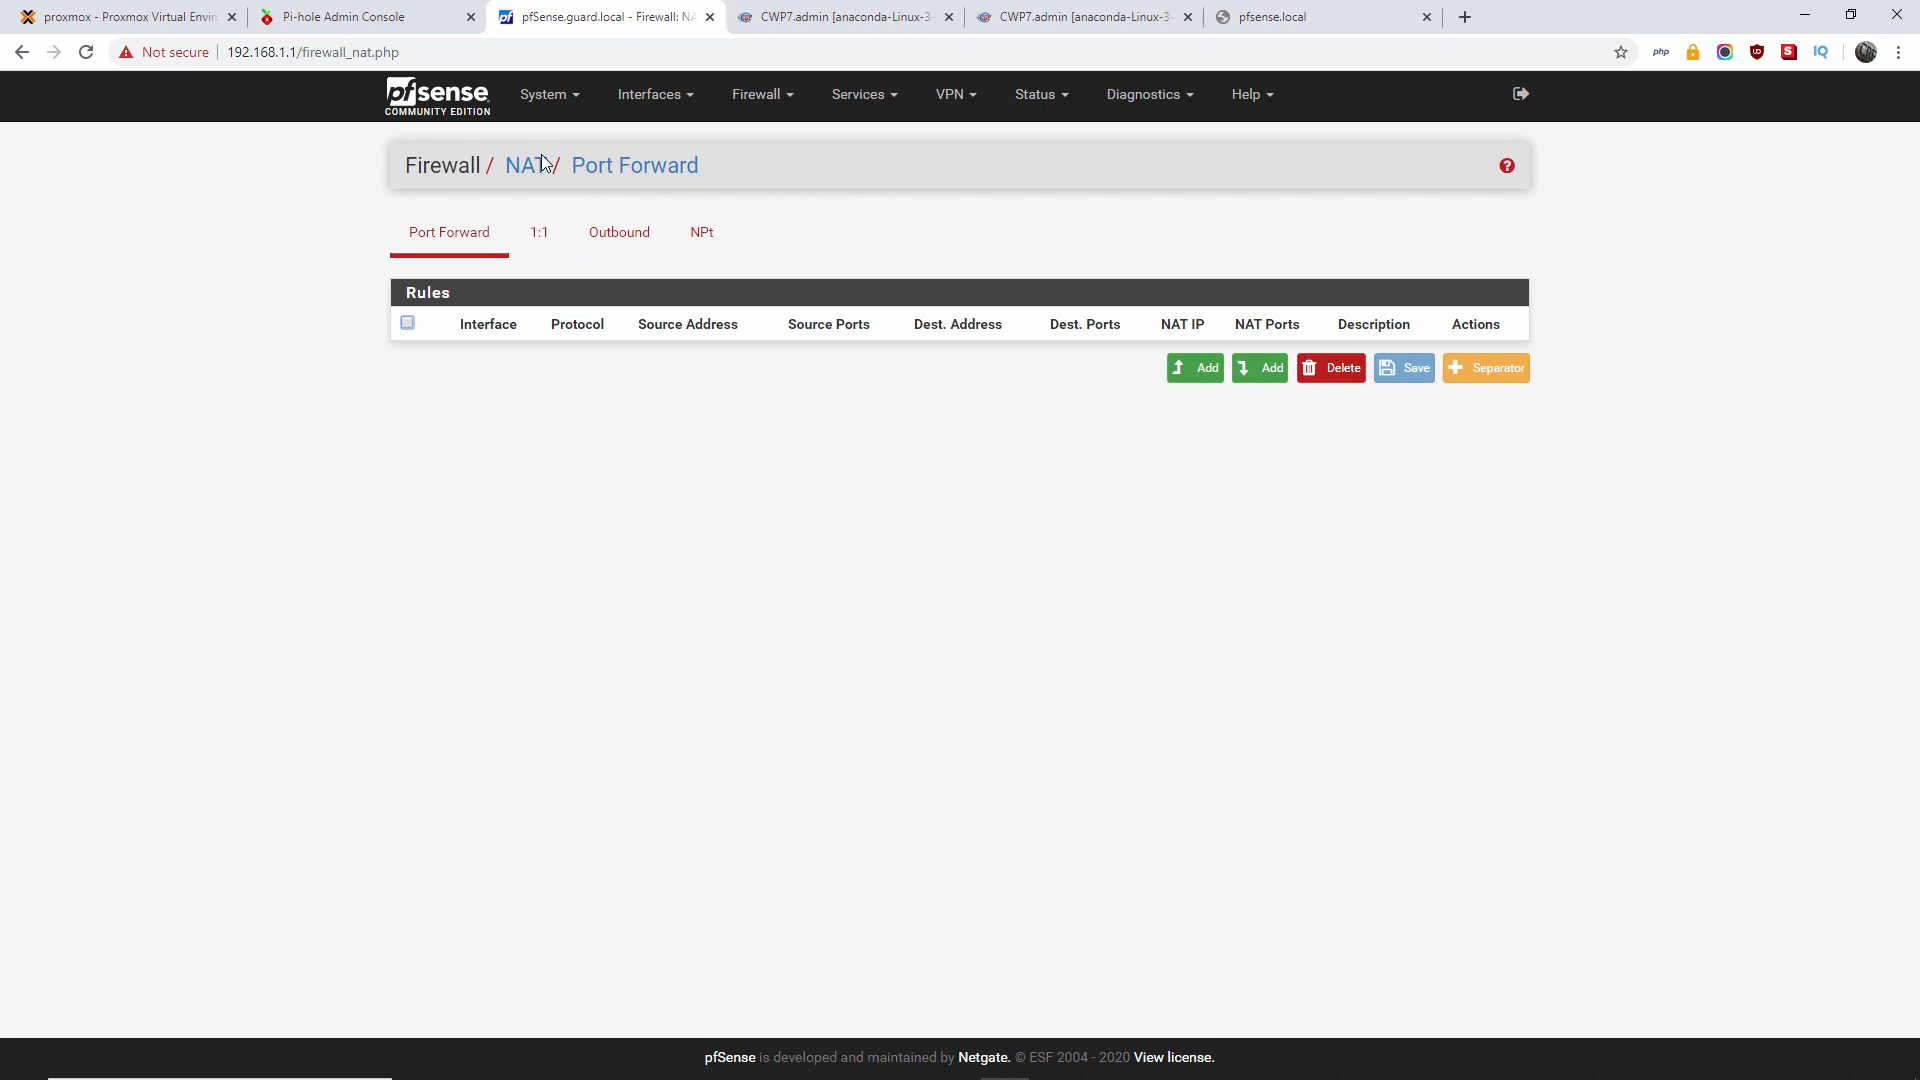 proxmox - Proxmox Virtual Envir
Pi-hole Admin Console
pfSense.guard.local - Firewall: NA
CWP7.admin [anaconda-Linux-3-
CWP7.admin [anaconda-Linux-3-
pfsense.local
Not secure
192.168.1.1/firewall_nat.php
php
UD
S
IQ
pfsense
COMMUNITY EDITION
System
Interfaces
Firewall
Services
VPN
Status
Diagnostics
Help
Firewall / NAT / Port Forward
Port Forward
1:1
Outbound
NPt
Rules
Interface Protocol Source Address Source Ports Dest. Address Dest. Ports NAT IP NAT Ports Description Actions
Add
Add
Delete
Save
Separator
pfSense is developed and maintained by Netgate. © ESF 2004 - 2020 View license.